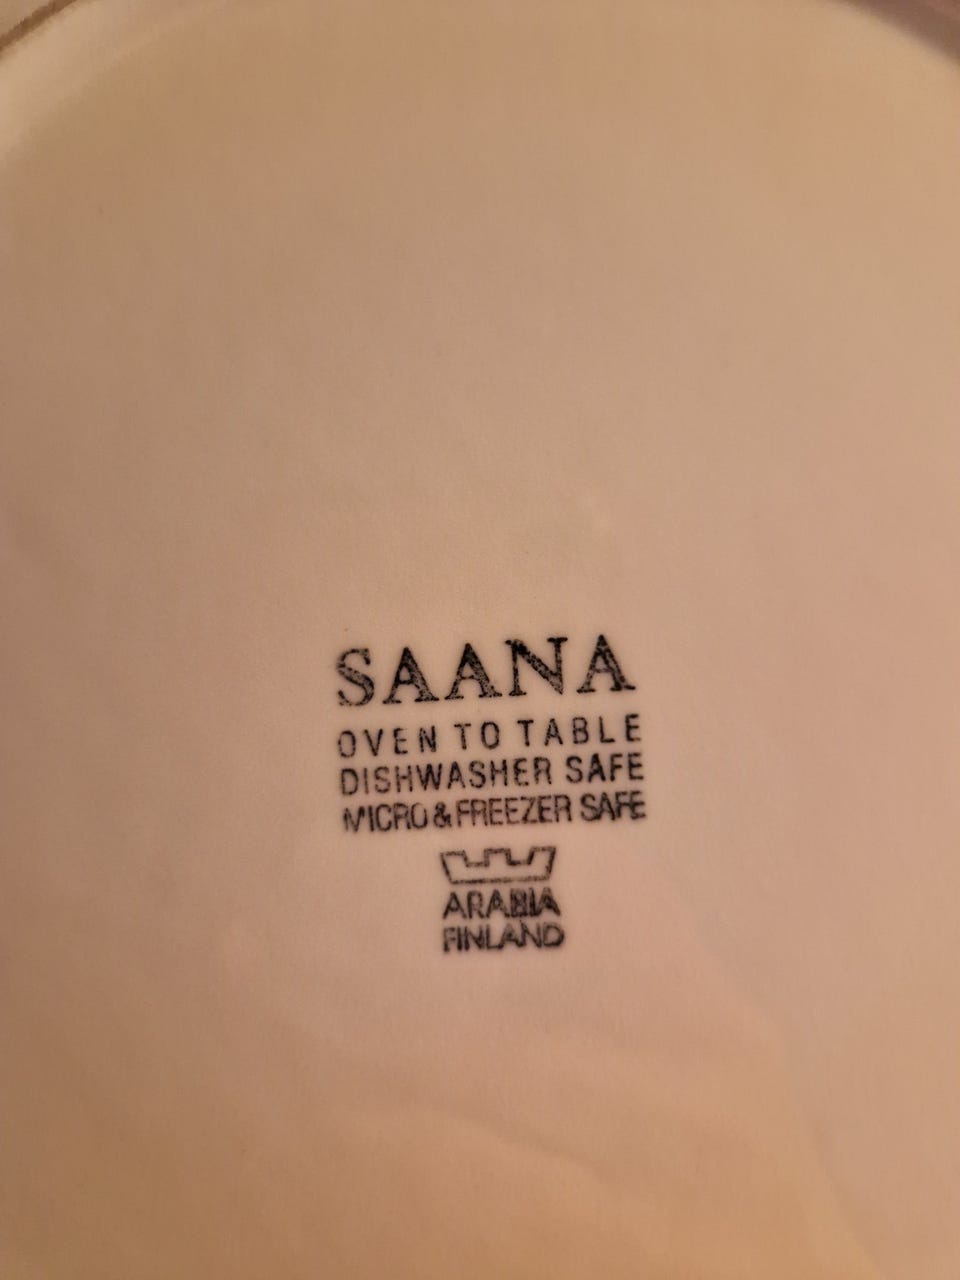 SAANA
OVEN TO TABLE
DISHWASHER SAFE
MICRO & FREEZER SAFE
ARABIA
FINLAND